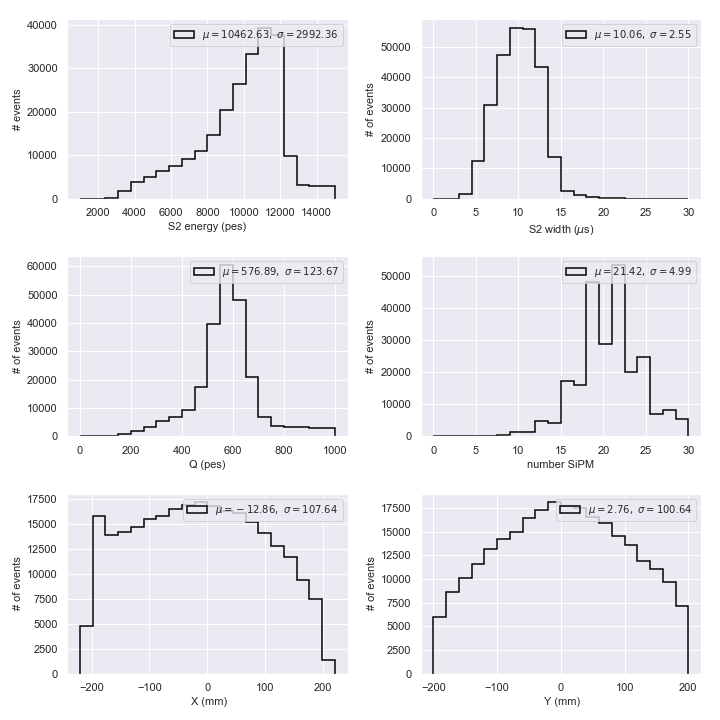 μ = 10462.63, σ = 2992.36
# events
40000
30000
20000
10000
0
2000 4000 6000 8000 10000 12000 14000
S2 energy (pes)
μ = 10.06, σ = 2.55
# of events
50000
40000
30000
20000
10000
0
0 5 10 15 20 25 30
S2 width (μs)
μ = 576.89, σ = 123.67
# of events
60000
50000
40000
30000
20000
10000
0
0 200 400 600 800 1000
Q (pes)
μ = 21.42, σ = 4.99
# of events
50000
40000
30000
20000
10000
0
0 5 10 15 20 25 30
number SiPM
μ = −12.86, σ = 107.64
# of events
17500
15000
12500
10000
7500
5000
2500
0
−200 −100 0 100 200
X (mm)
μ = 2.76, σ = 100.64
# of events
17500
15000
12500
10000
7500
5000
2500
0
−200 −100 0 100 200
Y (mm)